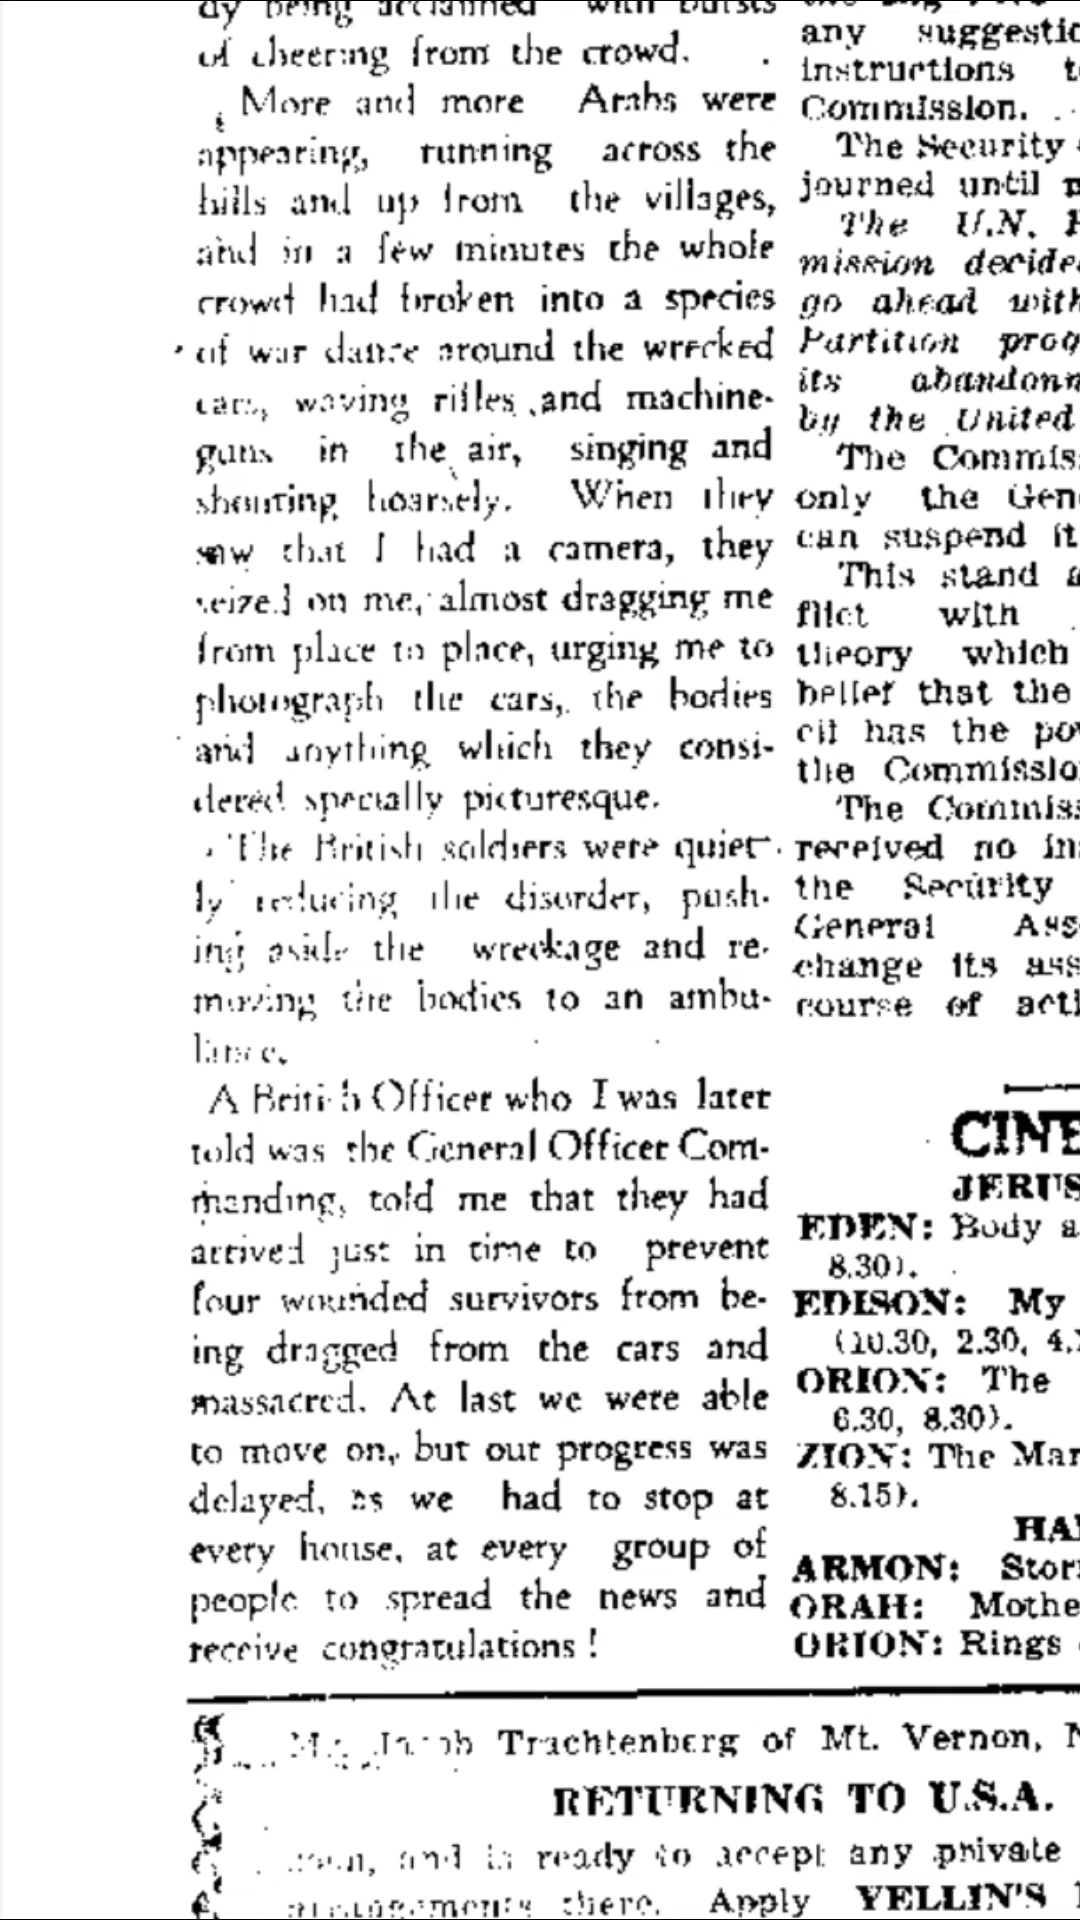 dy being acclaimed with bursts
of cheering from the crowd.
More and more Arabs were
appearing, running across the
hills and up from the villages,
and in a few minutes the whole
crowd had broken into a species
of war dance around the wrecked
cars, waving rifles and machine-
guns in the air, singing and
shouting hoarsely. When they
saw that I had a camera, they
seized on me, almost dragging me
from place to place, urging me to
photograph the cars, the bodies
and anything which they consi-
dered specially picturesque.
The British soldiers were quiet-
ly reducing the disorder, push-
ing aside the wreckage and re-
moving the bodies to an ambu-
lance.
A British Officer who I was later
told was the General Officer Com-
manding, told me that they had
arrived just in time to prevent
four wounded survivors from be-
ing dragged from the cars and
massacred. At last we were able
to move on, but our progress was
delayed, as we had to stop at
every house, at every group of
people to spread the news and
receive congratulations!
any suggestio
instructions t
Commission.
The Security
journed until
The U.N.
mission decide
go ahead with
Partition prog
its abandonn
by the United
The Commis
only the Gen
can suspend it
This stand a
flict with
theory which
belief that the
cil has the po
the Commissio
The Commis
received no in
the Security
General Ass
change its ass
course of acti
CINE
JERUS
EDEN: Body a
8.30).
EDISON: My
(10.30, 2.30, 4.
ORION: The
6.30, 8.30).
ZION: The Mar
8.15).
HAI
ARMON: Stor
ORAH: Mothe
ORION: Rings
Mr. Jacob Trachtenberg of Mt. Vernon, N
RETURNING TO U.S.A.
soon, and is ready to accept any private
arrangements there. Apply YELLIN'S